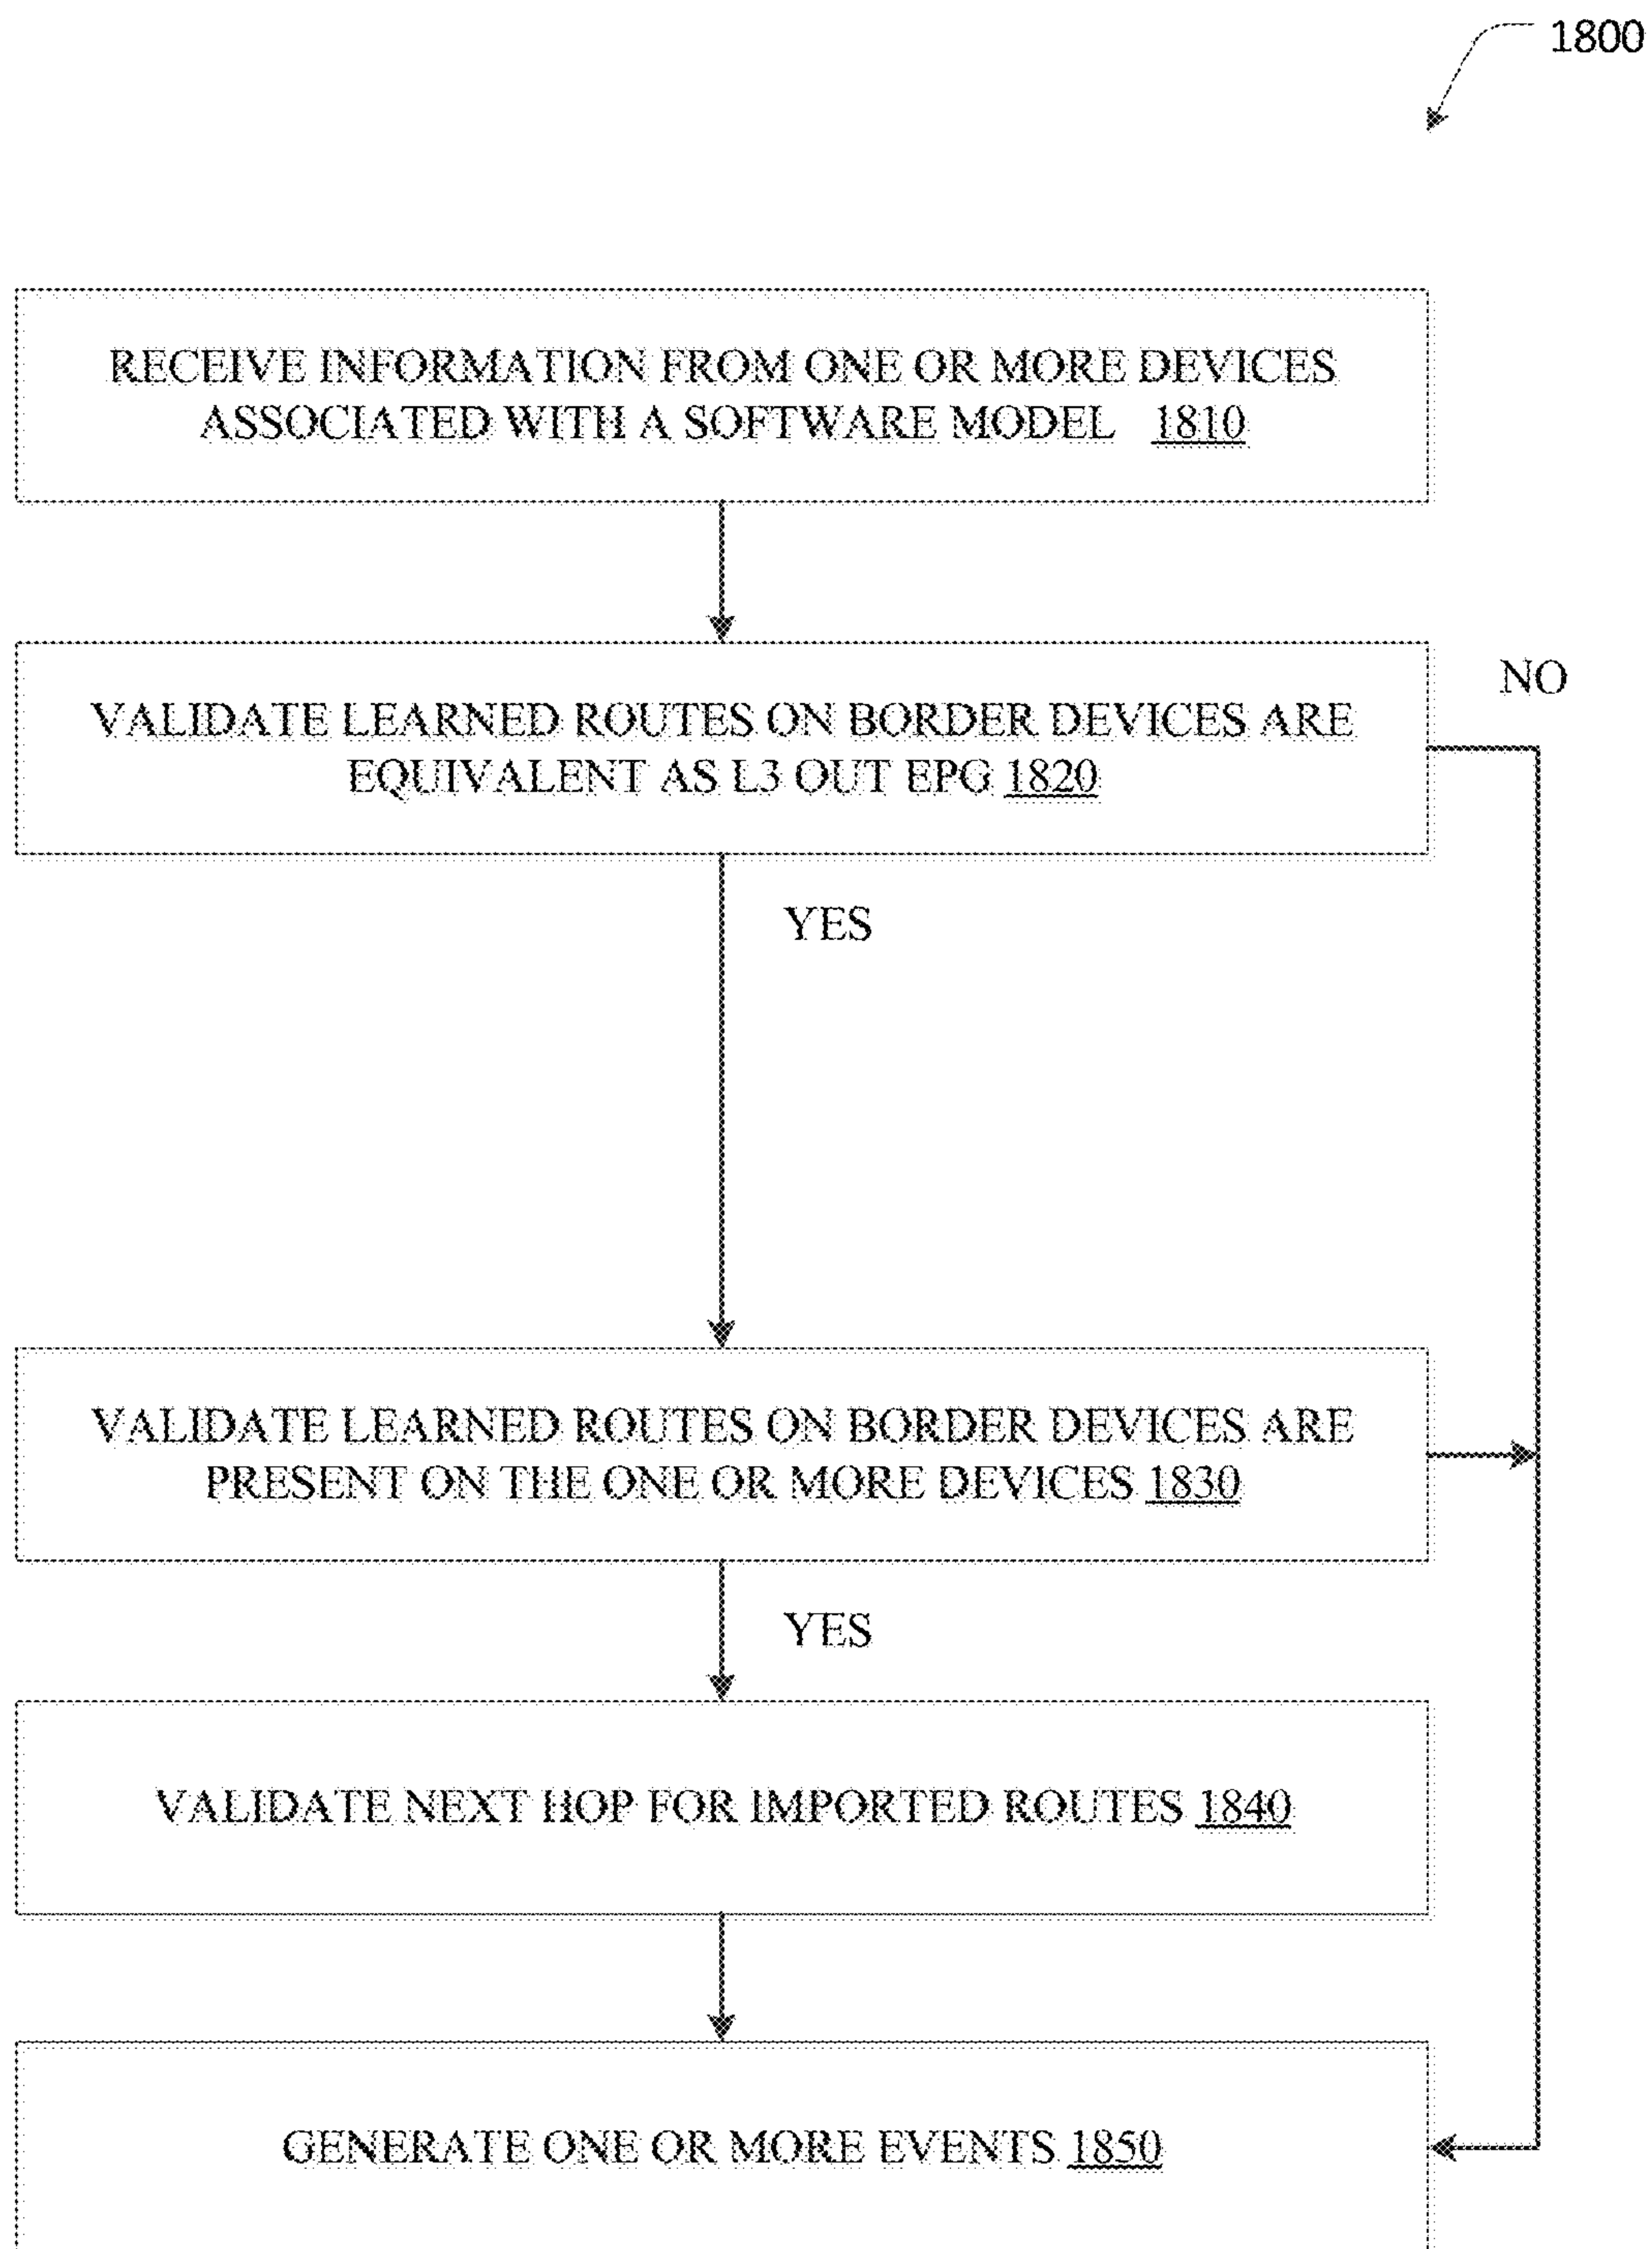 1800
RECEIVE INFORMATION FROM ONE OR MORE DEVICES
ASSOCIATED WITH A SOFTWARE MODEL 1810
VALIDATE LEARNED ROUTES ON BORDER DEVICES ARE
EQUIVALENT AS L3 OUT EPG 1820
NO
YES
VALIDATE LEARNED ROUTES ON BORDER DEVICES ARE
PRESENT ON THE ONE OR MORE DEVICES 1830
YES
VALIDATE NEXT HOP FOR IMPORTED ROUTES 1840
GENERATE ONE OR MORE EVENTS 1850